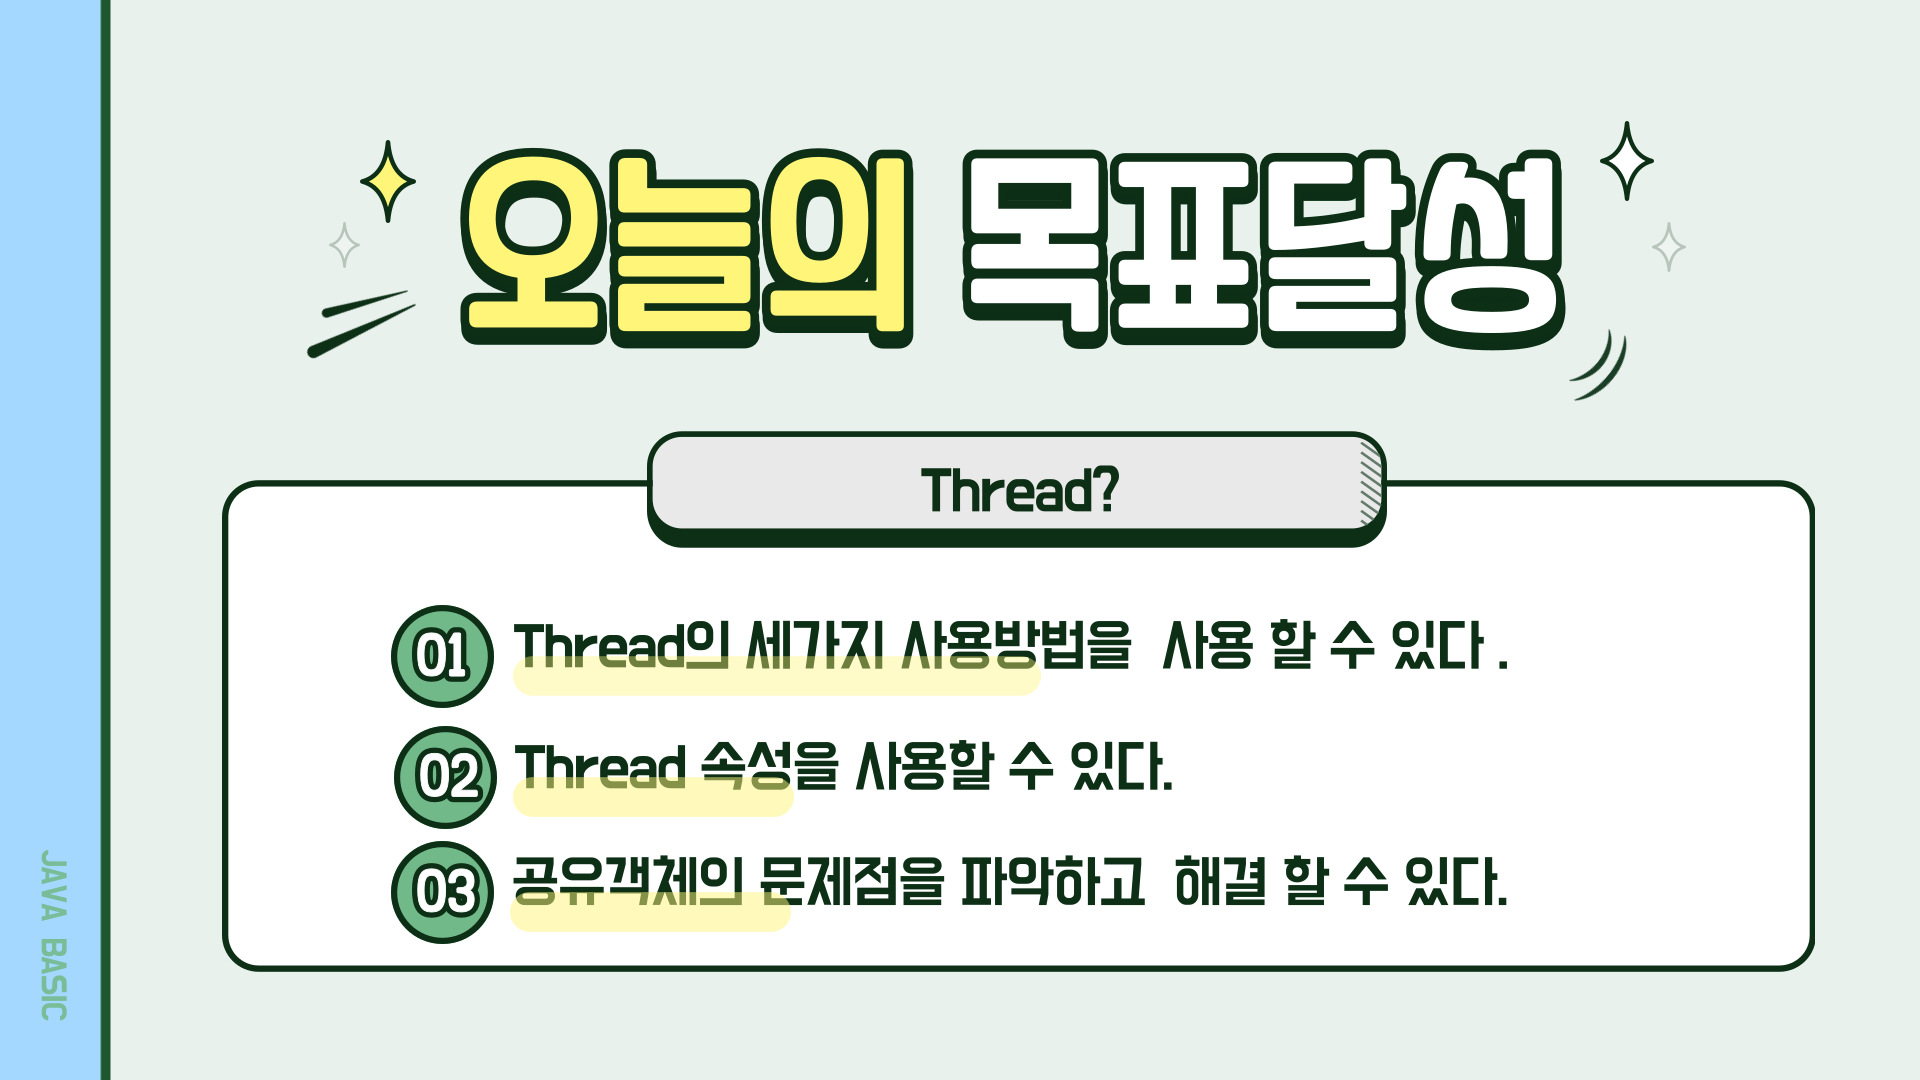 오늘의 목표달성
Thread?
01 Thread의 세가지 사용방법을 사용 할 수 있다 .
02 Thread 속성을 사용할 수 있다.
03 공유객체의 문제점을 파악하고 해결 할 수 있다.
JAVA BASIC